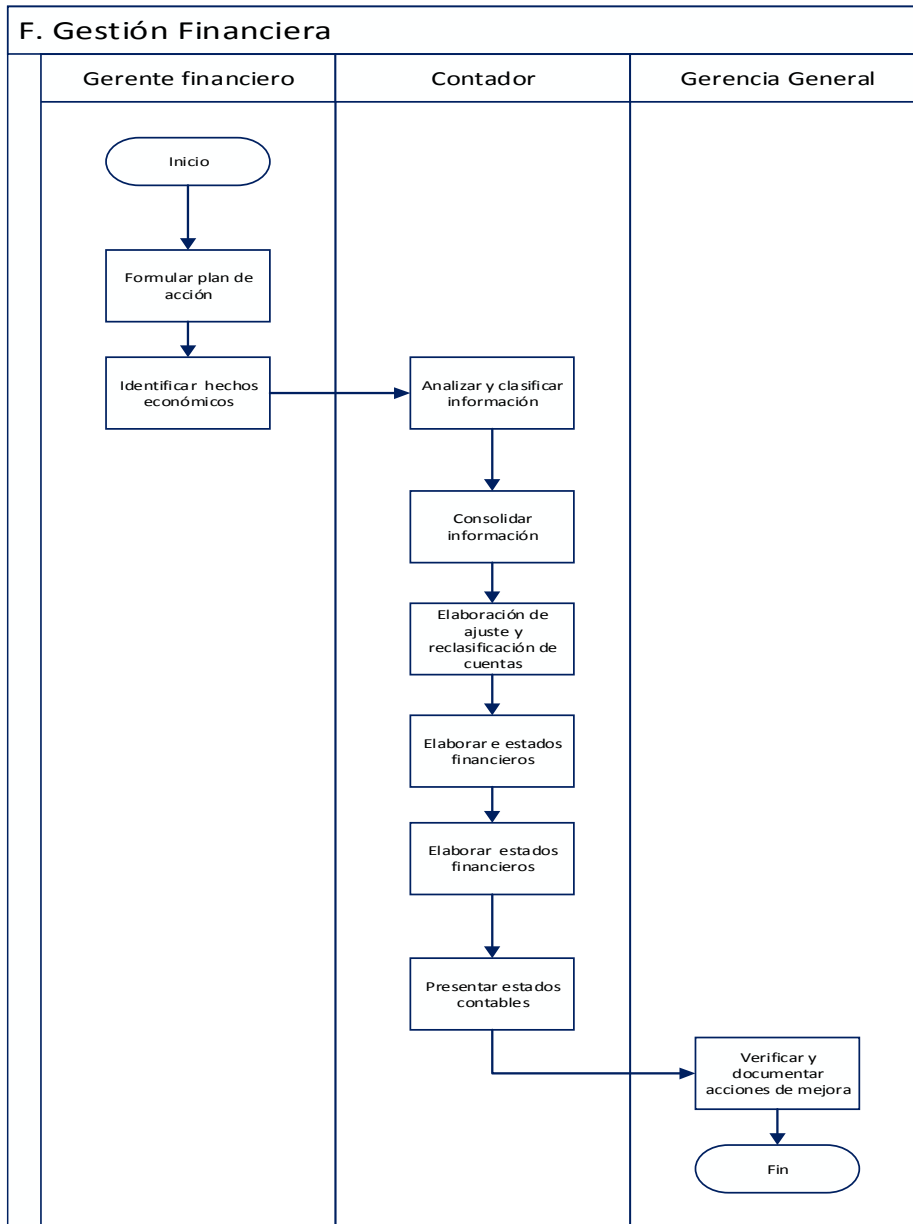 F. Gestión Financiera
Gerente financiero
Contador
Gerencia General
Inicio
Formular plan de
acción
Identificar hechos
económicos
Analizar y clasificar
información
Consolidar
información
Elaboración de
ajuste y
reclasificación de
cuentas
Elaborar e estados
financieros
Elaborar estados
financieros
Presentar estados
contables
Verificar y
documentar
acciones de mejora
Fin